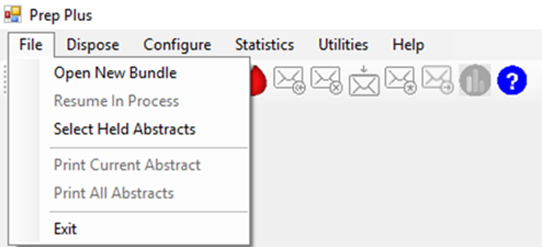 Prep Plus
File Dispose Configure Statistics Utilities Help
Open New Bundle
Resume In Process
Select Held Abstracts
Print Current Abstract
Print All Abstracts
Exit
?